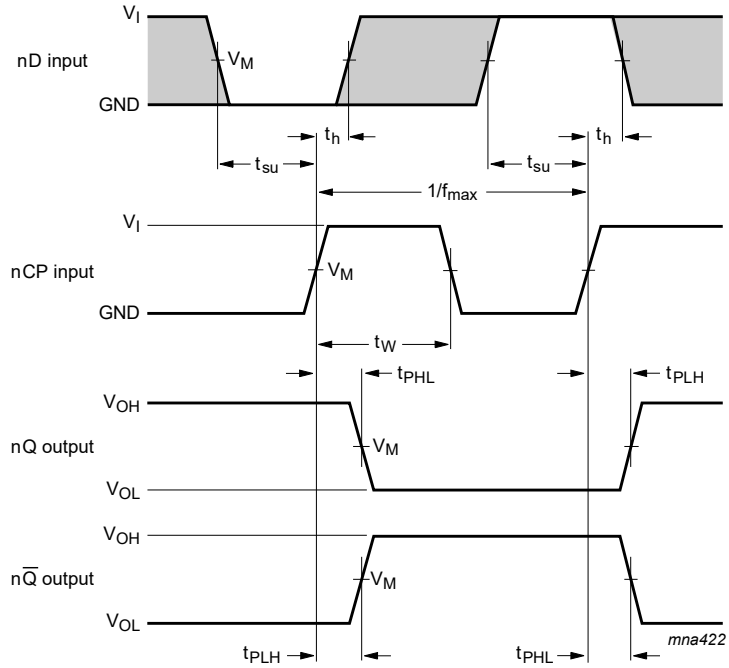 V_I
nD input
V_M
GND
t_h
t_h
t_su
t_su
1/f_max
V_I
nCP input
V_M
GND
t_W
t_PHL
t_PLH
V_OH
nQ output
V_M
V_OL
V_OH
nQ̅ output
V_M
V_OL
mna422
t_PLH
t_PHL